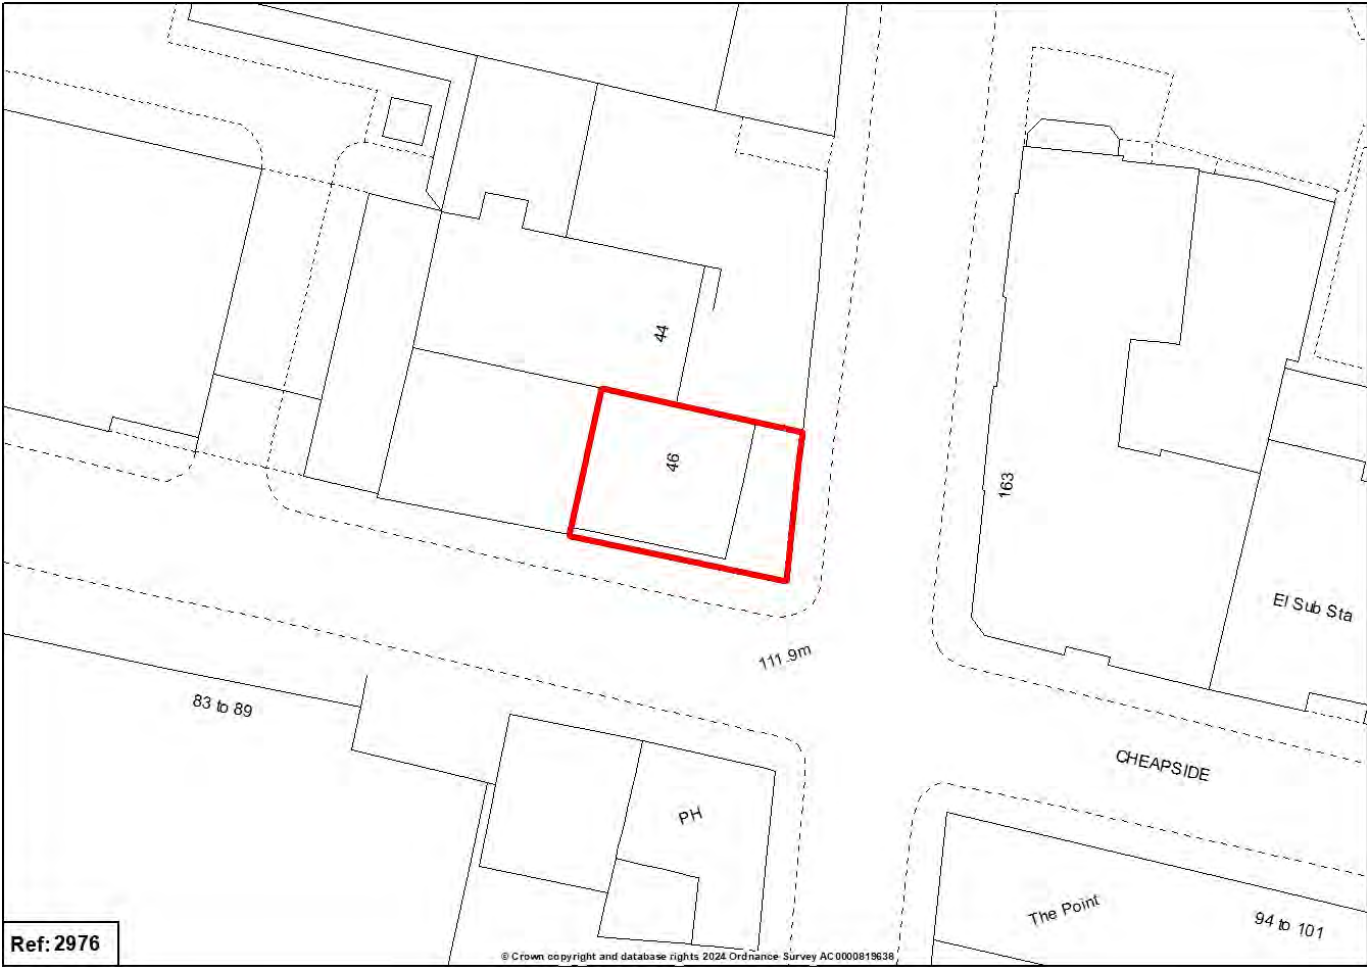 44
46
163
El Sub Sta
111.9m
83 to 89
CHEAPSIDE
PH
The Point
94 to 101
Ref: 2976
© Crown copyright and database rights 2024 Ordnance Survey AC0000819638